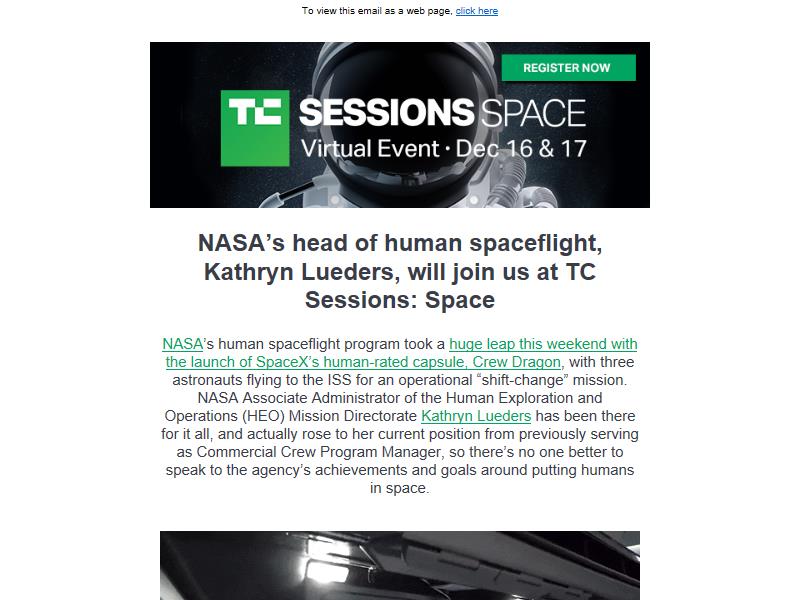 To view this email as a web page, click here
REGISTER NOW
TC SESSIONS SPACE
Virtual Event · Dec 16 & 17
NASA’s head of human spaceflight,
Kathryn Lueders, will join us at TC
Sessions: Space
NASA’s human spaceflight program took a huge leap this weekend with
the launch of SpaceX’s human-rated capsule, Crew Dragon, with three
astronauts flying to the ISS for an operational “shift-change” mission.
NASA Associate Administrator of the Human Exploration and
Operations (HEO) Mission Directorate Kathryn Lueders has been there
for it all, and actually rose to her current position from previously serving
as Commercial Crew Program Manager, so there’s no one better to
speak to the agency’s achievements and goals around putting humans
in space.